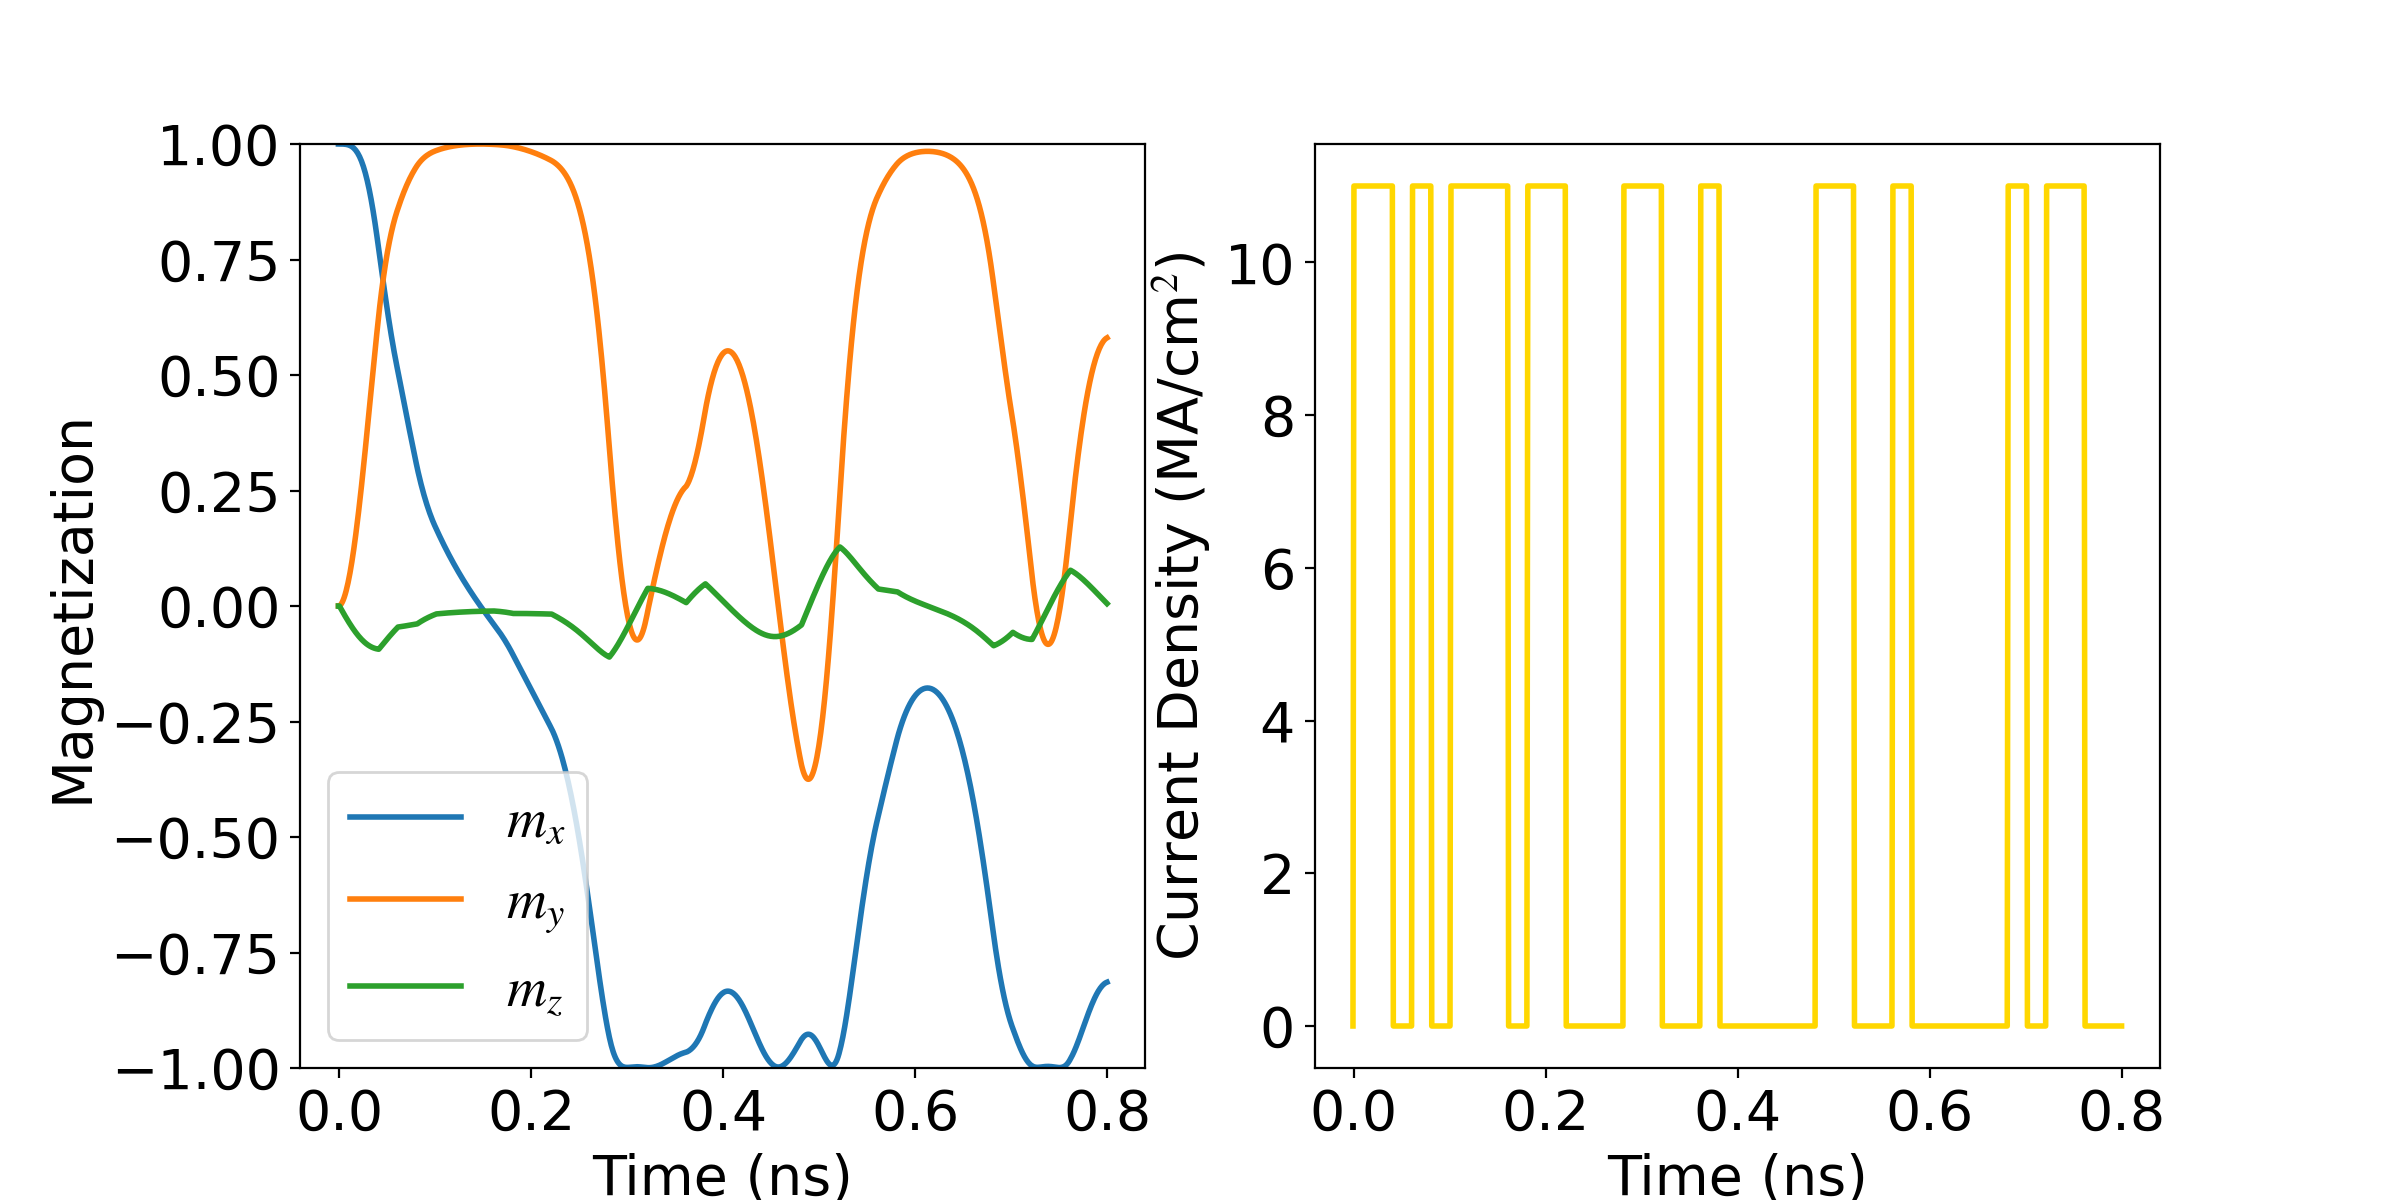 Magnetization
1.00
0.75
0.50
0.25
0.00
−0.25
−0.50
−0.75
−1.00
m_x
m_y
m_z
0.0 0.2 0.4 0.6 0.8
Time (ns)
Current Density (MA/cm²)
10
8
6
4
2
0
0.0 0.2 0.4 0.6 0.8
Time (ns)